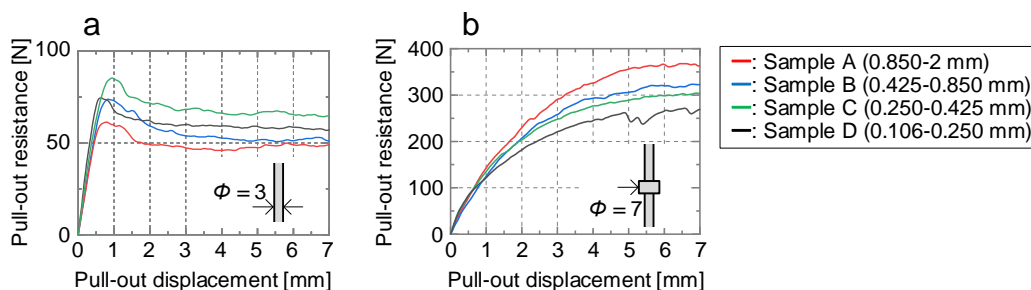 a
Pull-out resistance [N]
100
50
0
0 1 2 3 4 5 6 7
Pull-out displacement [mm]
Φ = 3
b
Pull-out resistance [N]
400
300
200
100
0
0 1 2 3 4 5 6 7
Pull-out displacement [mm]
Φ = 7
: Sample A (0.850-2 mm)
: Sample B (0.425-0.850 mm)
: Sample C (0.250-0.425 mm)
: Sample D (0.106-0.250 mm)